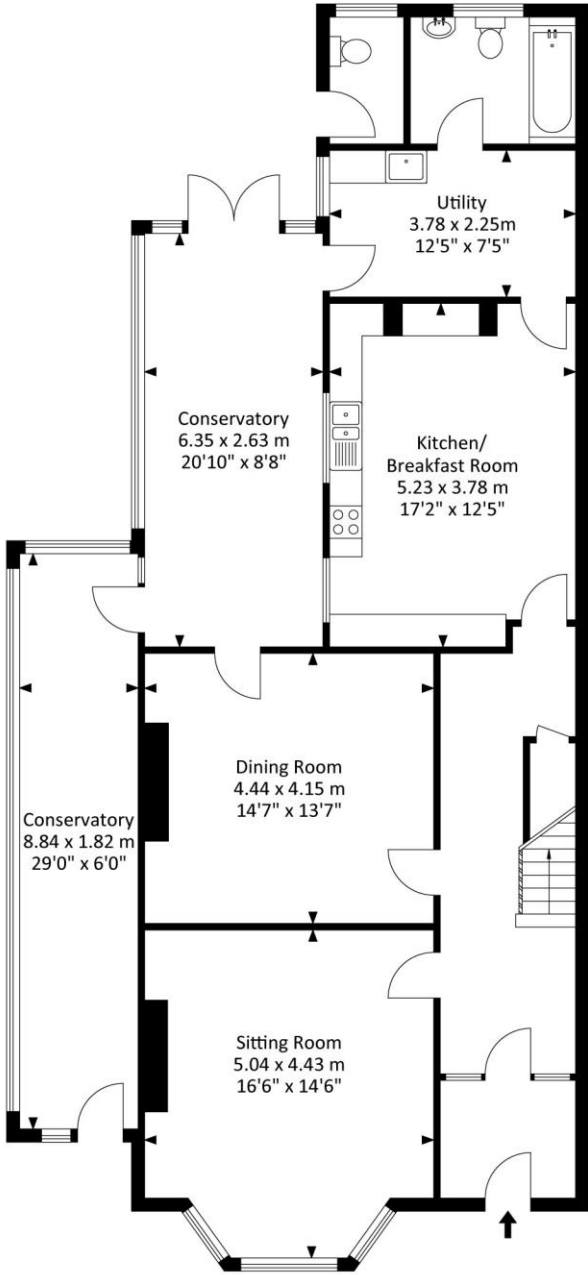 Utility
3.78 x 2.25m
12'5" x 7'5"
Conservatory
6.35 x 2.63 m
20'10" x 8'8"
Kitchen/
Breakfast Room
5.23 x 3.78 m
17'2" x 12'5"
Dining Room
4.44 x 4.15 m
14'7" x 13'7"
Conservatory
8.84 x 1.82 m
29'0" x 6'0"
Sitting Room
5.04 x 4.43 m
16'6" x 14'6"